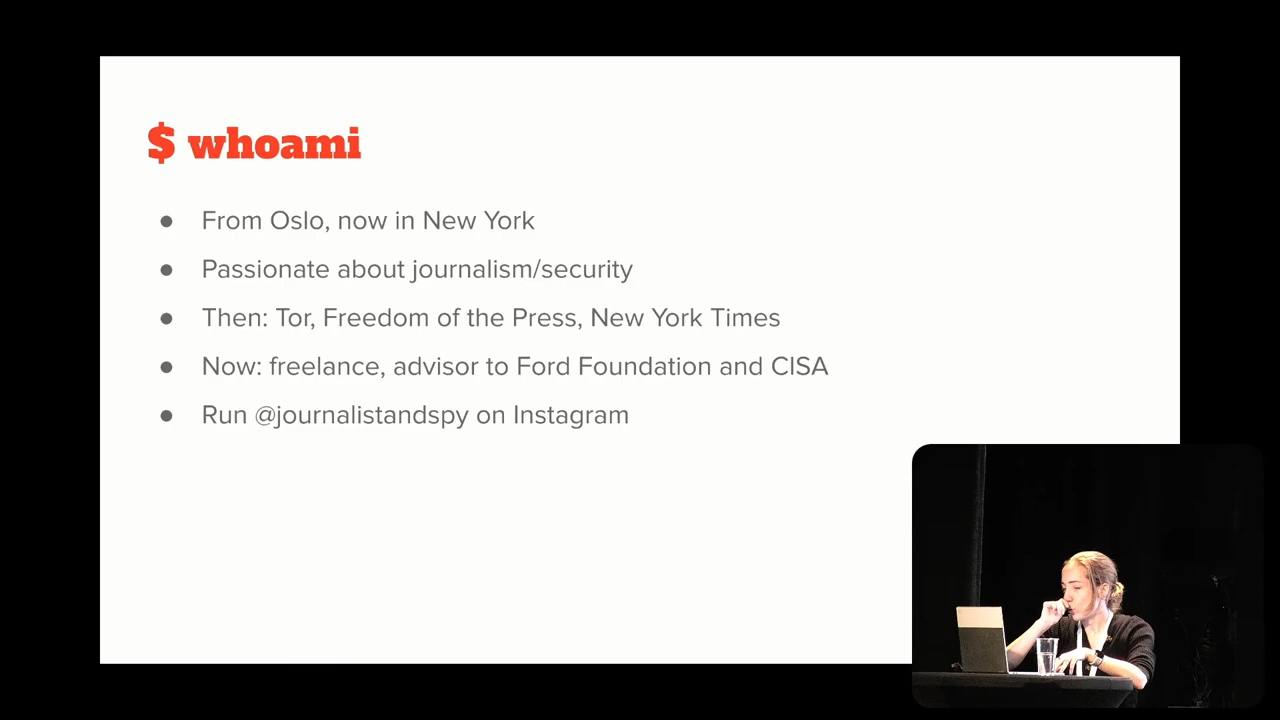 $ whoami
From Oslo, now in New York
Passionate about journalism/security
Then: Tor, Freedom of the Press, New York Times
Now: freelance, advisor to Ford Foundation and CISA
Run @journalistandspy on Instagram